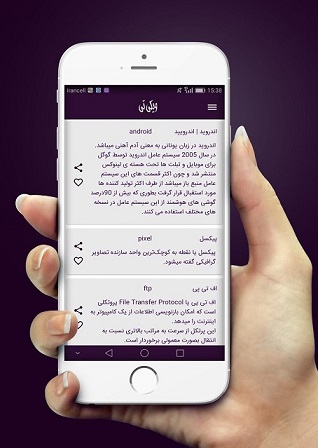 Irancell
15:38
ویکی تی
اندروید | اندرویید
android
اندروید در زبان یونانی به معنی آدم آهنی میباشد.
در سال 2005 سیستم عامل اندروید توسط گوگل
برای موبایل و تبلت ها تحت هسته ی لینوکس
منتشر شد و چون اکثر قسمت های این سیستم
عامل منبع باز میباشد از طرف اکثر تولید کننده ها
مورد استقبال قرار گرفت بطوری که بیش از 90درصد
گوشی های هوشمند از این سیستم عامل در نسخه
های مختلف استفاده می کنند.
پیکسل
pixel
پیکسل یا نقطه به کوچک‌ترین واحد سازنده تصاویر
گرافیکی گفته میشود.
اف تی پی
ftp
اف تی پی یا File Transfer Protocol پروتکلی
است که امکان بازنویسی اطلاعات از یک کامپیوتر به
اینترنت را میدهد.
این پرتکل از سرعت به مراتب بالاتری نسبت به
انتقال بصورت معمولی برخوردار است.